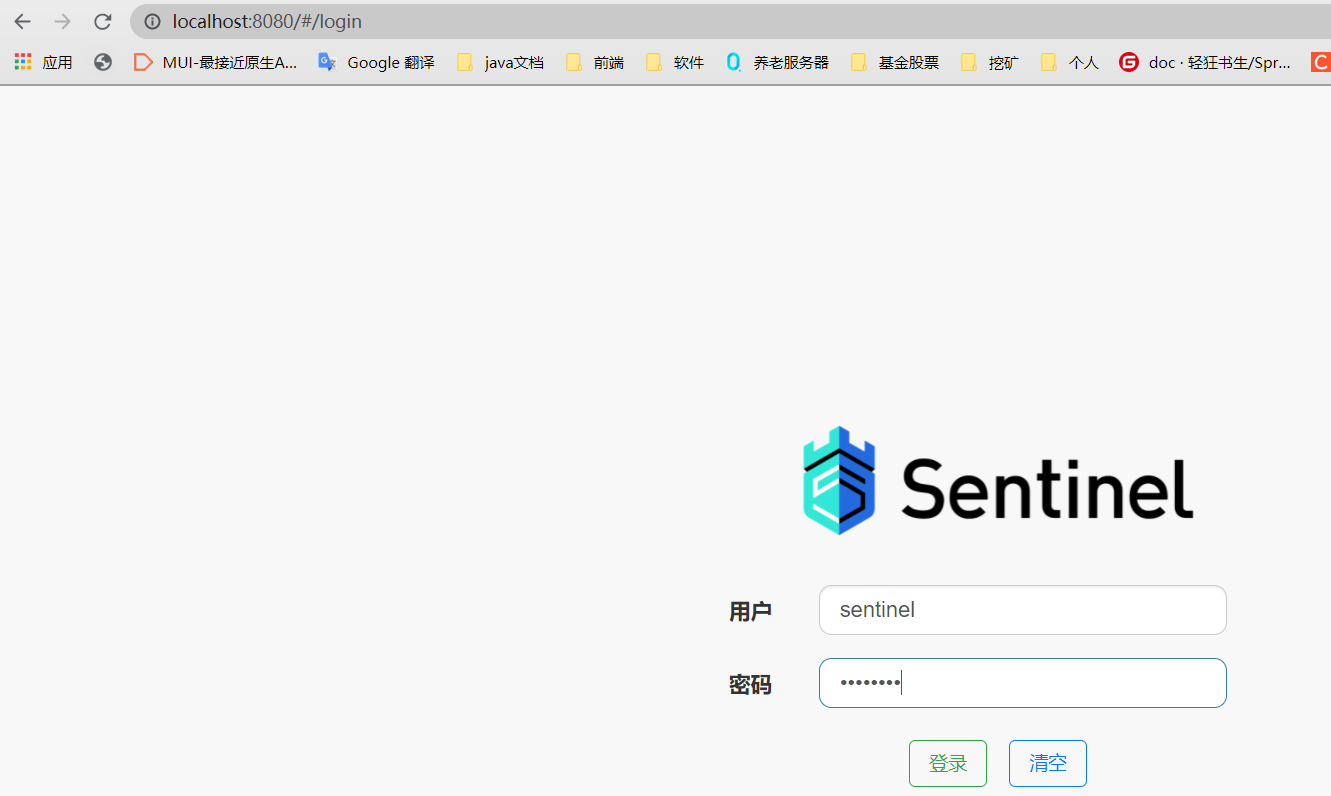 localhost:8080/#/login
应用 MUI-最接近原生A... Google 翻译 java文档 前端 软件 养老服务器 基金股票 挖矿 个人 doc · 轻狂书生/Spr... C
Sentinel
用户 sentinel
密码 ••••••••
登录 清空